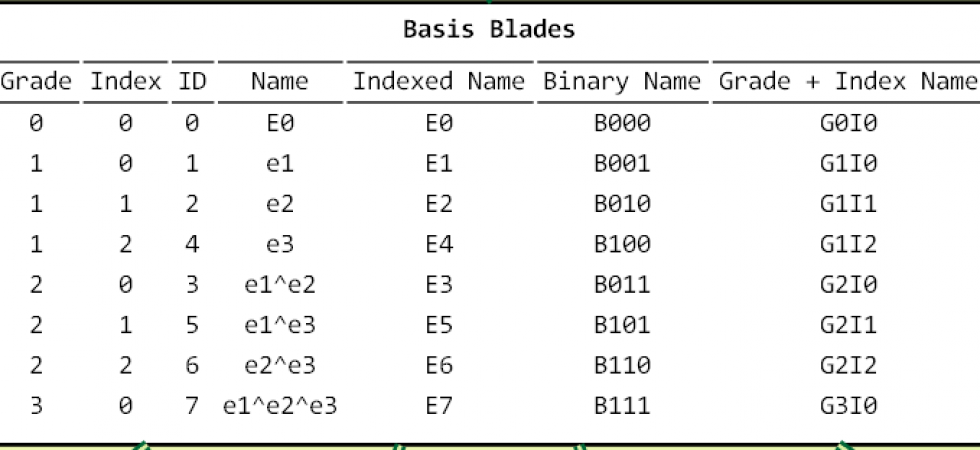 Basis Blades
Grade Index ID Name Indexed Name Binary Name Grade + Index Name
0 0 0 E0 E0 B000 G0I0
1 0 1 e1 E1 B001 G1I0
1 1 2 e2 E2 B010 G1I1
1 2 4 e3 E4 B100 G1I2
2 0 3 e1^e2 E3 B011 G2I0
2 1 5 e1^e3 E5 B101 G2I1
2 2 6 e2^e3 E6 B110 G2I2
3 0 7 e1^e2^e3 E7 B111 G3I0